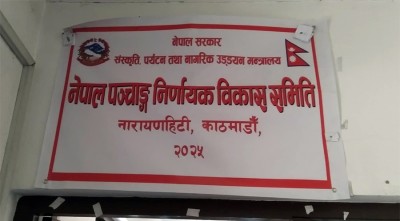 नेपाल सरकार
संस्कृति, पर्यटन तथा नागरिक उड्डयन मन्त्रालय
नेपाल पञ्चाङ्ग निर्णायक विकास समिति
नारायणहिटी, काठमाडौँ,
२०२५